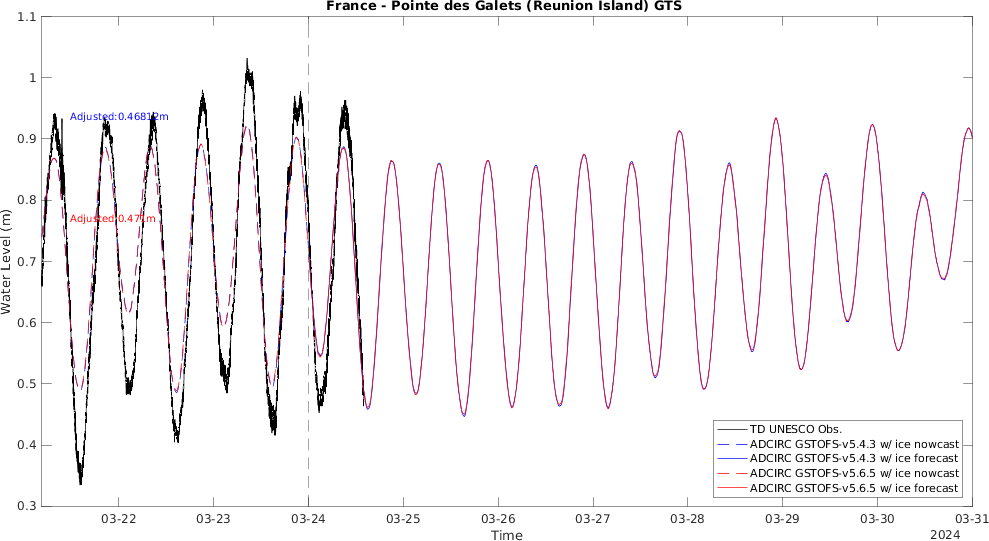 France - Pointe des Galets (Reunion Island) GTS
1.1
1
0.9
0.8
0.7
0.6
0.5
0.4
0.3
Water Level (m)
Adjusted:0.46812m
Adjusted:0.471m
TD UNESCO Obs.
ADCIRC GSTOFS-v5.4.3 w/ ice nowcast
ADCIRC GSTOFS-v5.4.3 w/ ice forecast
ADCIRC GSTOFS-v5.6.5 w/ ice nowcast
ADCIRC GSTOFS-v5.6.5 w/ ice forecast
03-22 03-23 03-24 03-25 03-26 03-27 03-28 03-29 03-30 03-31
Time
2024